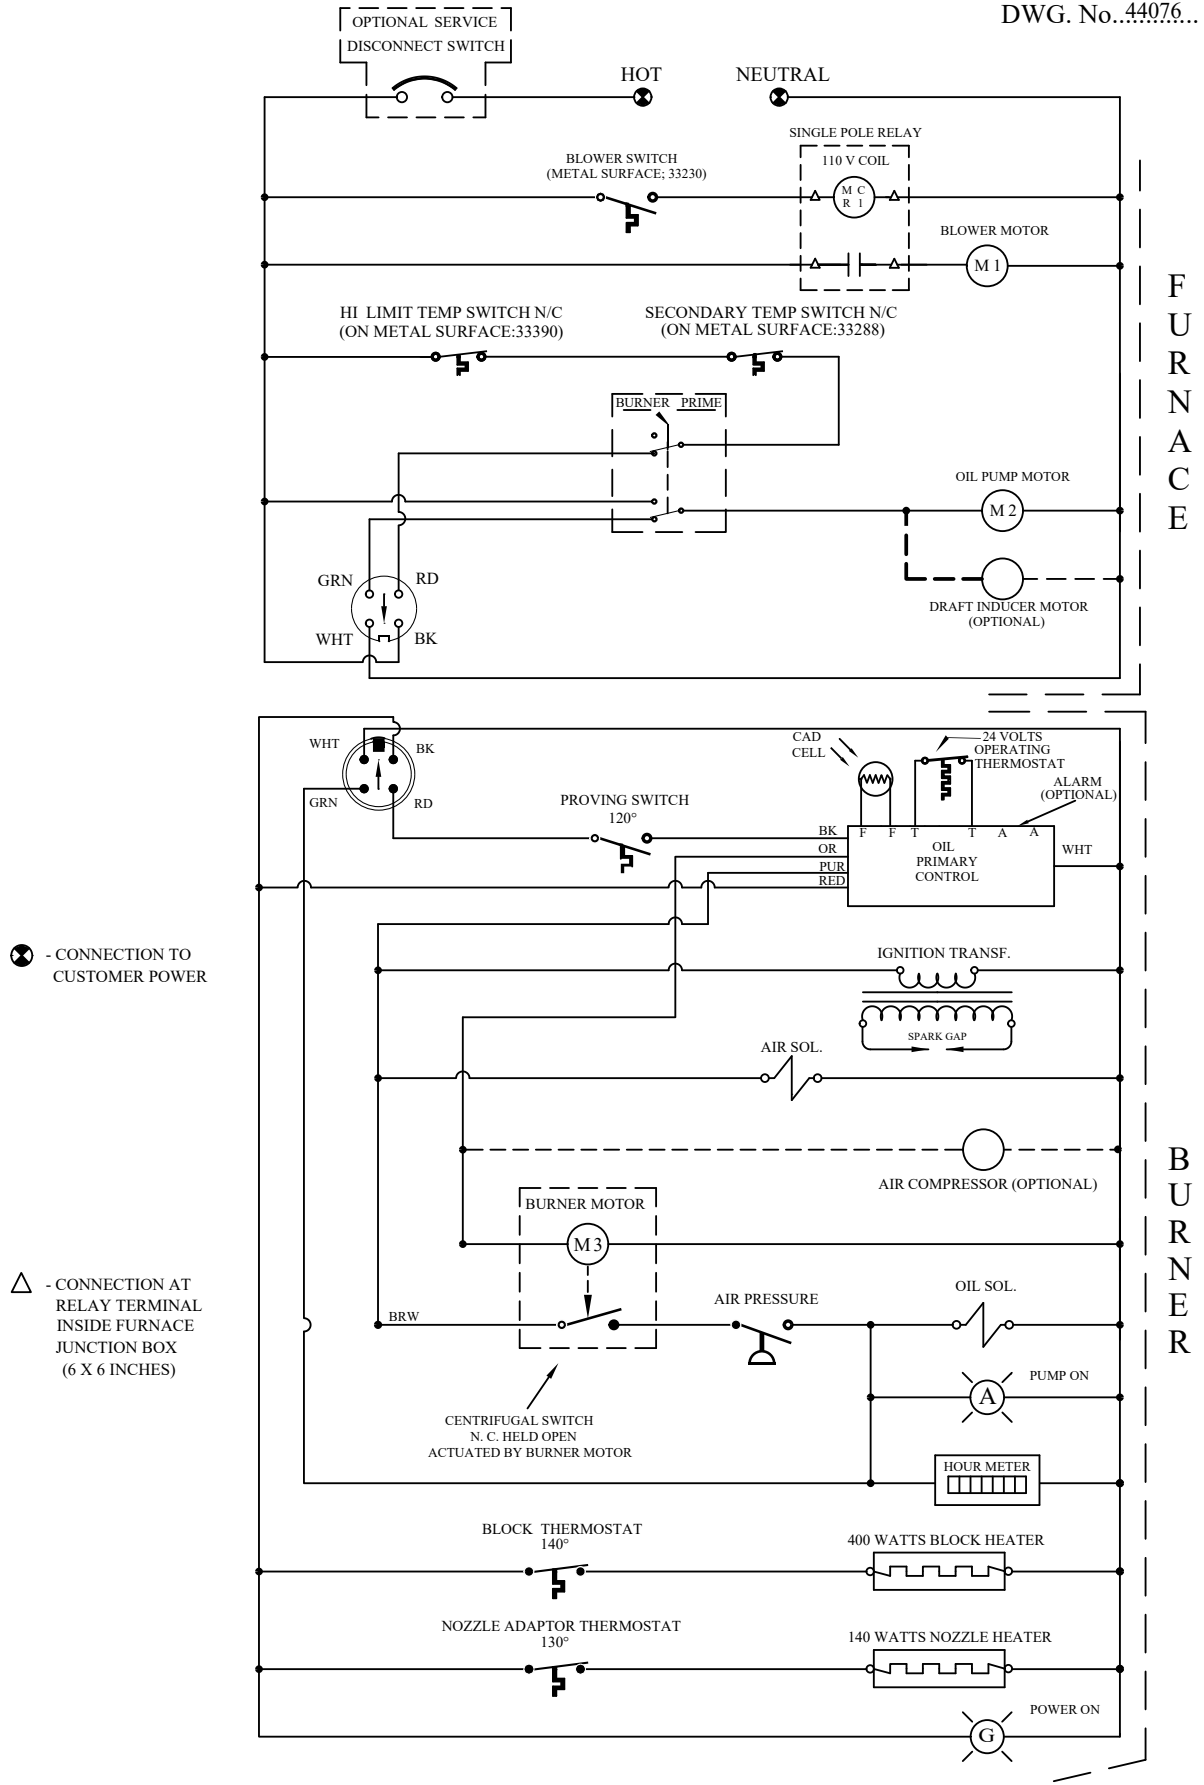 DWG. No..44076...
OPTIONAL SERVICE
DISCONNECT SWITCH
HOT
NEUTRAL
SINGLE POLE RELAY
110 V COIL
BLOWER SWITCH
(METAL SURFACE; 33230)
M C
R 1
BLOWER MOTOR
M 1
HI LIMIT TEMP SWITCH N/C
(ON METAL SURFACE:33390)
SECONDARY TEMP SWITCH N/C
(ON METAL SURFACE:33288)
BURNER PRIME
OIL PUMP MOTOR
M 2
DRAFT INDUCER MOTOR
(OPTIONAL)
GRN
RD
WHT
BK
FURNACE
WHT
BK
GRN
RD
CAD
CELL
24 VOLTS
OPERATING
THERMOSTAT
ALARM
(OPTIONAL)
PROVING SWITCH
120°
BK
OR
PUR
RED
F F T T A A
OIL
PRIMARY
CONTROL
WHT
- CONNECTION TO
CUSTOMER POWER
IGNITION TRANSF.
SPARK GAP
AIR SOL.
AIR COMPRESSOR (OPTIONAL)
BURNER MOTOR
M 3
- CONNECTION AT
RELAY TERMINAL
INSIDE FURNACE
JUNCTION BOX
(6 X 6 INCHES)
BRW
AIR PRESSURE
OIL SOL.
PUMP ON
A
CENTRIFUGAL SWITCH
N. C. HELD OPEN
ACTUATED BY BURNER MOTOR
HOUR METER
BURNER
BLOCK THERMOSTAT
140°
400 WATTS BLOCK HEATER
NOZZLE ADAPTOR THERMOSTAT
130°
140 WATTS NOZZLE HEATER
POWER ON
G